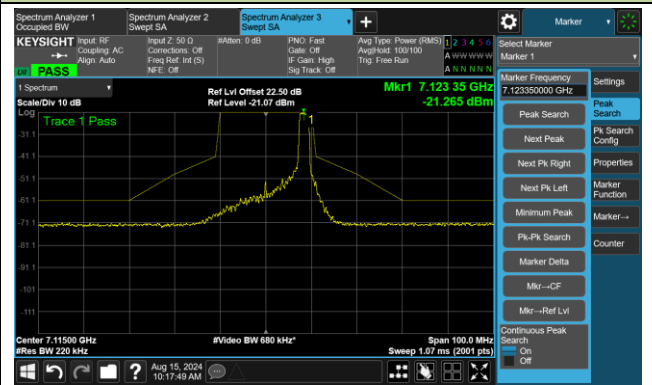 Spectrum Analyzer 1
Occupied BW
Spectrum Analyzer 2
Swept SA
Spectrum Analyzer 3
Swept SA
Marker
KEYSIGHT
Input: RF
Coupling: AC
Align: Auto
Input Z: 50 Ω
Corrections: Off
Freq Ref: Int (S)
NFE: Off
#Atten: 0 dB
PNO: Fast
Gate: Off
IF Gain: High
Sig Track: Off
Avg Type: Power (RMS)
Avg|Hold: 100/100
Trig: Free Run
1 2 3 4 5 6
A W W W W W
A N N N N N
PASS
Select Marker
Marker 1
1 Spectrum
Scale/Div 10 dB
Log
Ref Lvl Offset 22.50 dB
Ref Level -21.07 dBm
Mkr1 7.123 35 GHz
-21.265 dBm
Trace 1 Pass
1
-31.1
-41.1
-51.1
-61.1
-71.1
-81.1
-91.1
-101
-111
Center 7.11500 GHz
#Res BW 220 kHz
#Video BW 680 kHz*
Span 100.0 MHz
Sweep 1.07 ms (2001 pts)
Marker Frequency
7.123350000 GHz
Peak Search
Next Peak
Next Pk Right
Next Pk Left
Minimum Peak
Pk-Pk Search
Marker Delta
Mkr→CF
Mkr→Ref Lvl
Continuous Peak
Search
On
Off
Settings
Peak
Search
Pk Search
Config
Properties
Marker
Function
Marker→
Counter
?
Aug 15, 2024
10:17:49 AM